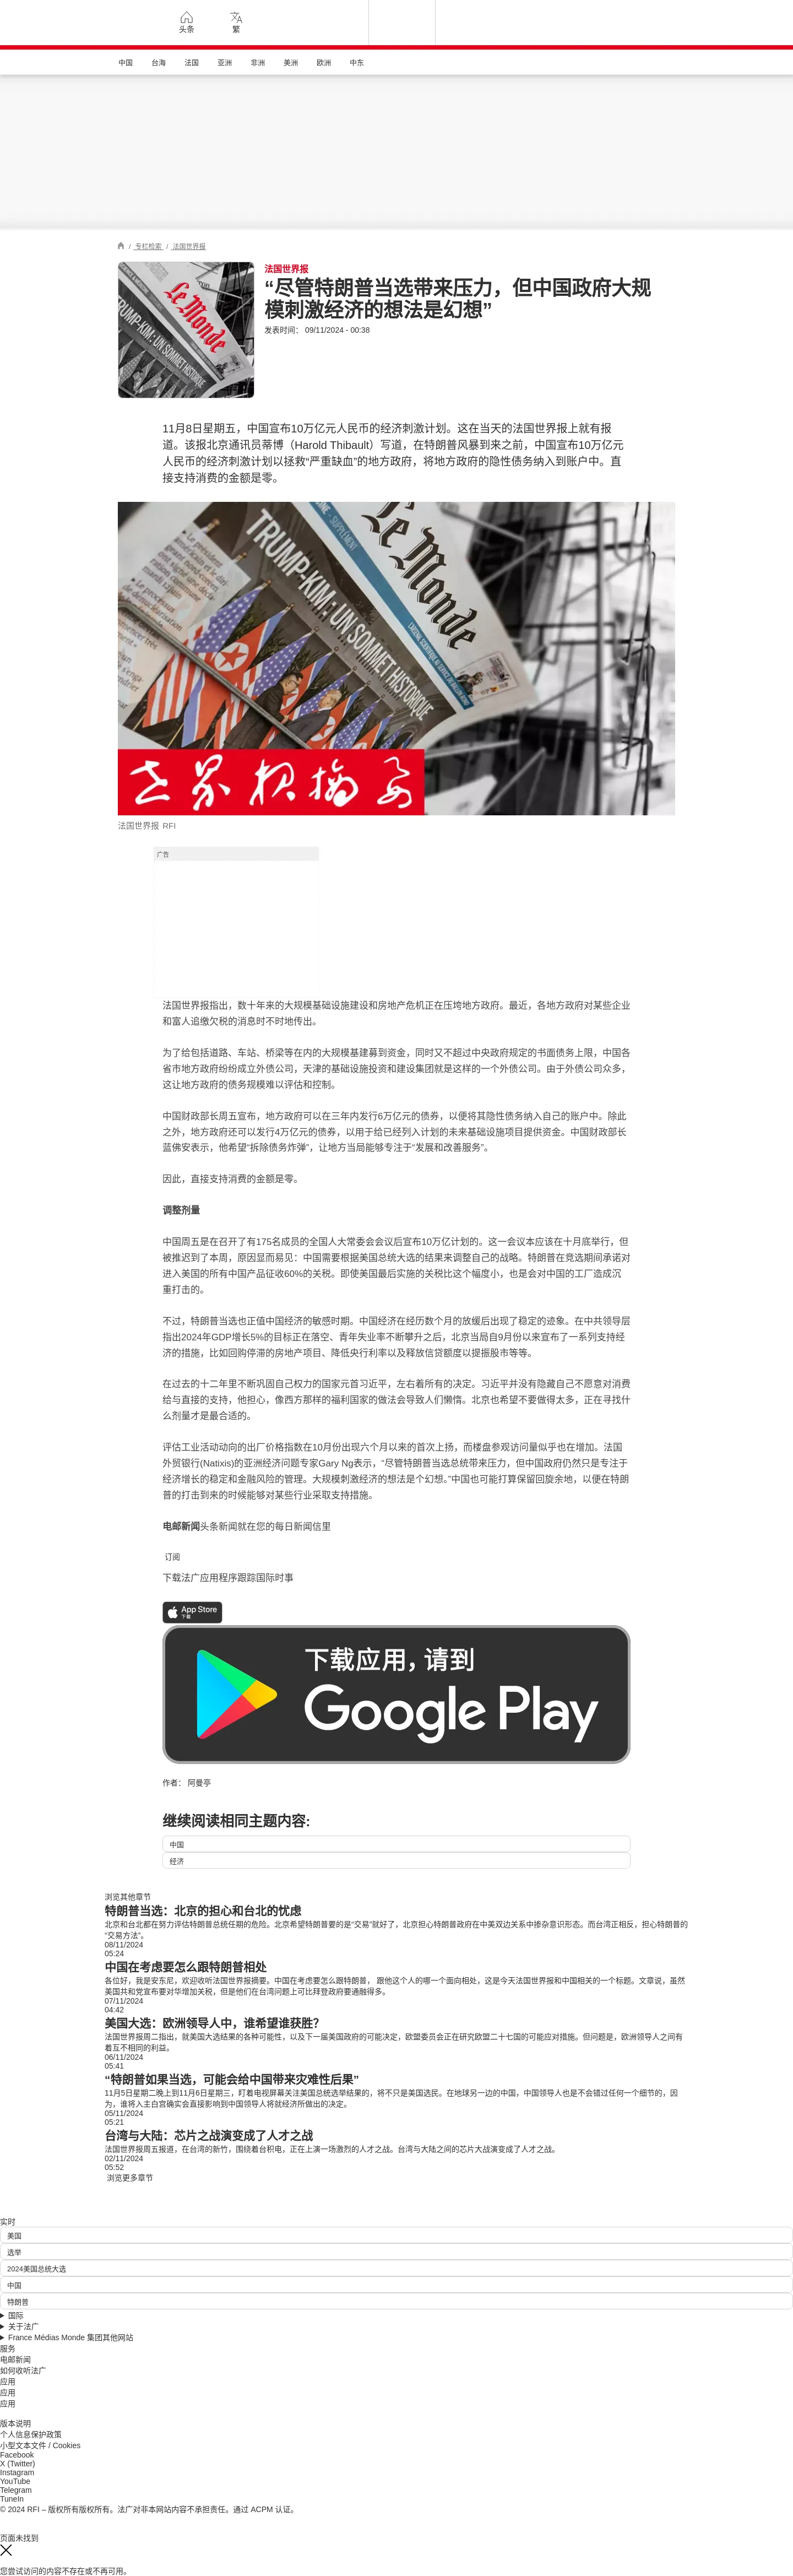 头条
繁
中国
台海
法国
亚洲
非洲
美洲
欧洲
中东
/ 专栏检索 / 法国世界报
法国世界报
“尽管特朗普当选带来压力，但中国政府大规
模刺激经济的想法是幻想”
发表时间： 09/11/2024 - 00:38
11月8日星期五，中国宣布10万亿元人民币的经济刺激计划。这在当天的法国世界报上就有报
道。该报北京通讯员蒂博（Harold Thibault）写道，在特朗普风暴到来之前，中国宣布10万亿元
人民币的经济刺激计划以拯救“严重缺血”的地方政府，将地方政府的隐性债务纳入到账户中。直
接支持消费的金额是零。
Le Monde
TRUMP-KIM: UN SOMMET HISTORIQUE
世界报摘要
法国世界报 RFI
广告
法国世界报指出，数十年来的大规模基础设施建设和房地产危机正在压垮地方政府。最近，各地方政府对某些企业
和富人追缴欠税的消息时不时地传出。
为了给包括道路、车站、桥梁等在内的大规模基建募到资金，同时又不超过中央政府规定的书面债务上限，中国各
省市地方政府纷纷成立外债公司，天津的基础设施投资和建设集团就是这样的一个外债公司。由于外债公司众多，
这让地方政府的债务规模难以评估和控制。
中国财政部长周五宣布，地方政府可以在三年内发行6万亿元的债券，以便将其隐性债务纳入自己的账户中。除此
之外，地方政府还可以发行4万亿元的债券，以用于给已经列入计划的未来基础设施项目提供资金。中国财政部长
蓝佛安表示，他希望“拆除债务炸弹”，让地方当局能够专注于“发展和改善服务”。
因此，直接支持消费的金额是零。
调整剂量
中国周五是在召开了有175名成员的全国人大常委会会议后宣布10万亿计划的。这一会议本应该在十月底举行，但
被推迟到了本周，原因显而易见：中国需要根据美国总统大选的结果来调整自己的战略。特朗普在竞选期间承诺对
进入美国的所有中国产品征收60%的关税。即使美国最后实施的关税比这个幅度小，也是会对中国的工厂造成沉
重打击的。
不过，特朗普当选也正值中国经济的敏感时期。中国经济在经历数个月的放缓后出现了稳定的迹象。在中共领导层
指出2024年GDP增长5%的目标正在落空、青年失业率不断攀升之后，北京当局自9月份以来宣布了一系列支持经
济的措施，比如回购停滞的房地产项目、降低央行利率以及释放信贷额度以提振股市等等。
在过去的十二年里不断巩固自己权力的国家元首习近平，左右着所有的决定。习近平并没有隐藏自己不愿意对消费
给与直接的支持，他担心，像西方那样的福利国家的做法会导致人们懒惰。北京也希望不要做得太多，正在寻找什
么剂量才是最合适的。
评估工业活动动向的出厂价格指数在10月份出现六个月以来的首次上扬，而楼盘参观访问量似乎也在增加。法国
外贸银行(Natixis)的亚洲经济问题专家Gary Ng表示，“尽管特朗普当选总统带来压力，但中国政府仍然只是专注于
经济增长的稳定和金融风险的管理。大规模刺激经济的想法是个幻想。”中国也可能打算保留回旋余地，以便在特朗
普的打击到来的时候能够对某些行业采取支持措施。
电邮新闻头条新闻就在您的每日新闻信里
订阅
下载法广应用程序跟踪国际时事
App Store
下载
下载应用，请到
Google Play
作者： 阿曼亭
继续阅读相同主题内容:
中国
经济
浏览其他章节
特朗普当选：北京的担心和台北的忧虑
北京和台北都在努力评估特朗普总统任期的危险。北京希望特朗普要的是“交易”就好了，北京担心特朗普政府在中美双边关系中掺杂意识形态。而台湾正相反，担心特朗普的
“交易方法”。
08/11/2024
05:24
中国在考虑要怎么跟特朗普相处
各位好，我是安东尼，欢迎收听法国世界报摘要。中国在考虑要怎么跟特朗普， 跟他这个人的哪一个面向相处，这是今天法国世界报和中国相关的一个标题。文章说，虽然
美国共和党宣布要对华增加关税，但是他们在台湾问题上可比拜登政府要通融得多。
07/11/2024
04:42
美国大选：欧洲领导人中，谁希望谁获胜？
法国世界报周二指出，就美国大选结果的各种可能性，以及下一届美国政府的可能决定，欧盟委员会正在研究欧盟二十七国的可能应对措施。但问题是，欧洲领导人之间有
着互不相同的利益。
06/11/2024
05:41
“特朗普如果当选，可能会给中国带来灾难性后果”
11月5日星期二晚上到11月6日星期三，盯着电视屏幕关注美国总统选举结果的，将不只是美国选民。在地球另一边的中国，中国领导人也是不会错过任何一个细节的，因
为，谁将入主白宫确实会直接影响到中国领导人将就经济所做出的决定。
05/11/2024
05:21
台湾与大陆：芯片之战演变成了人才之战
法国世界报周五报道，在台湾的新竹，围绕着台积电，正在上演一场激烈的人才之战。台湾与大陆之间的芯片大战演变成了人才之战。
02/11/2024
05:52
浏览更多章节
实时
美国
选举
2024美国总统大选
中国
特朗普
国际
关于法广
France Médias Monde 集团其他网站
服务
电邮新闻
如何收听法广
应用
应用
应用
版本说明
个人信息保护政策
小型文本文件 / Cookies
Facebook
X (Twitter)
Instagram
YouTube
Telegram
TuneIn
© 2024 RFI – 版权所有版权所有。法广对非本网站内容不承担责任。通过 ACPM 认证。
页面未找到
您尝试访问的内容不存在或不再可用。